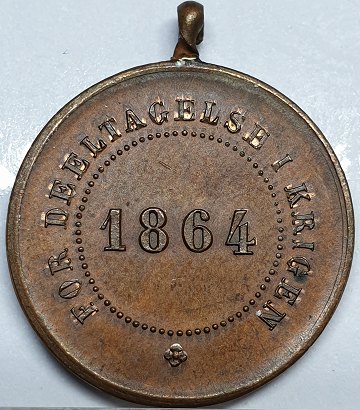 FOR DEELTAGELSE I KRIGEN
1864